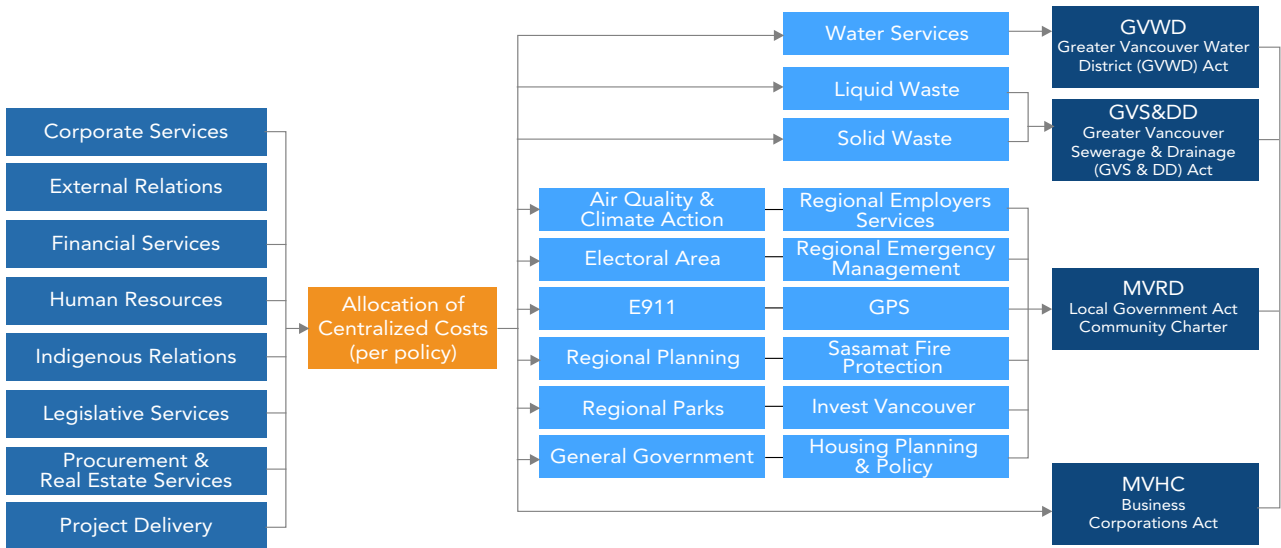 Corporate Services
External Relations
Financial Services
Human Resources
Indigenous Relations
Legislative Services
Procurement &
Real Estate Services
Project Delivery
Allocation of
Centralized Costs
(per policy)
Water Services
Liquid Waste
Solid Waste
Air Quality &
Climate Action
Regional Employers
Services
Electoral Area
Regional Emergency
Management
E911
GPS
Regional Planning
Sasamat Fire
Protection
Regional Parks
Invest Vancouver
General Government
Housing Planning
& Policy
GVWD
Greater Vancouver Water
District (GVWD) Act
GVS&DD
Greater Vancouver
Sewerage & Drainage
(GVS & DD) Act
MVRD
Local Government Act
Community Charter
MVHC
Business
Corporations Act